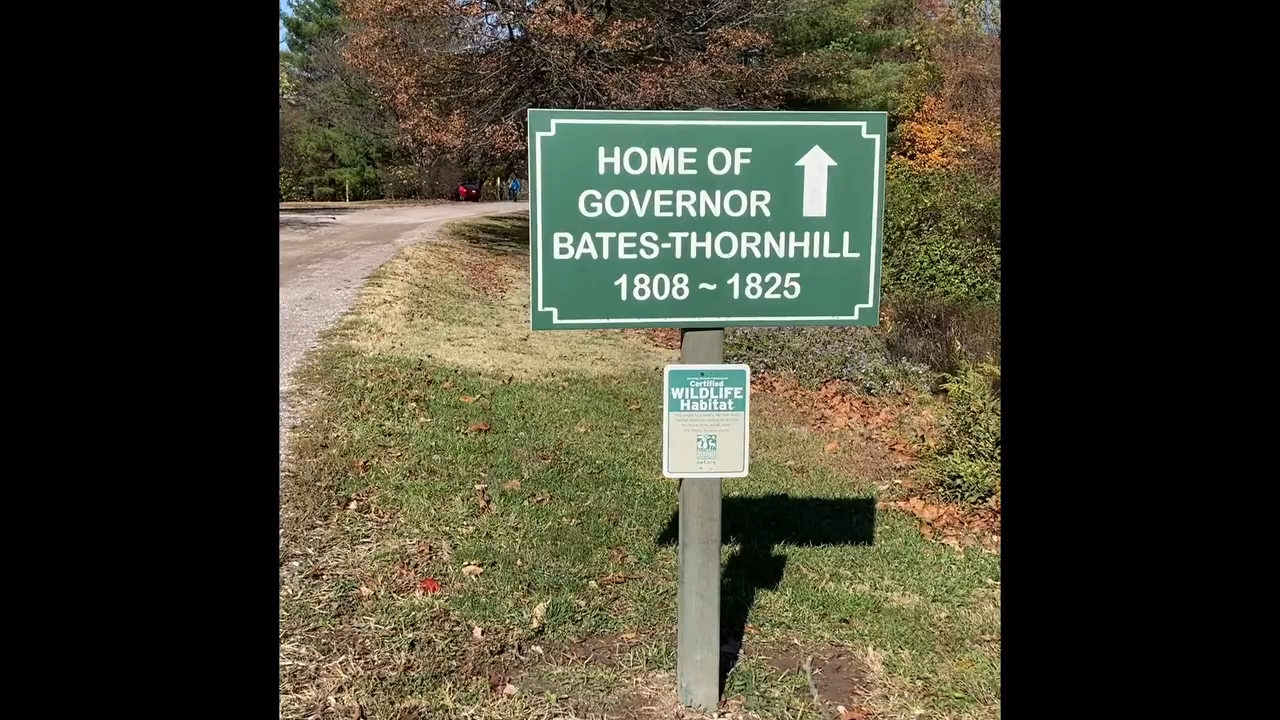 HOME OF
GOVERNOR
BATES-THORNHILL
1808 ~ 1825
Certified
WILDLIFE
Habitat